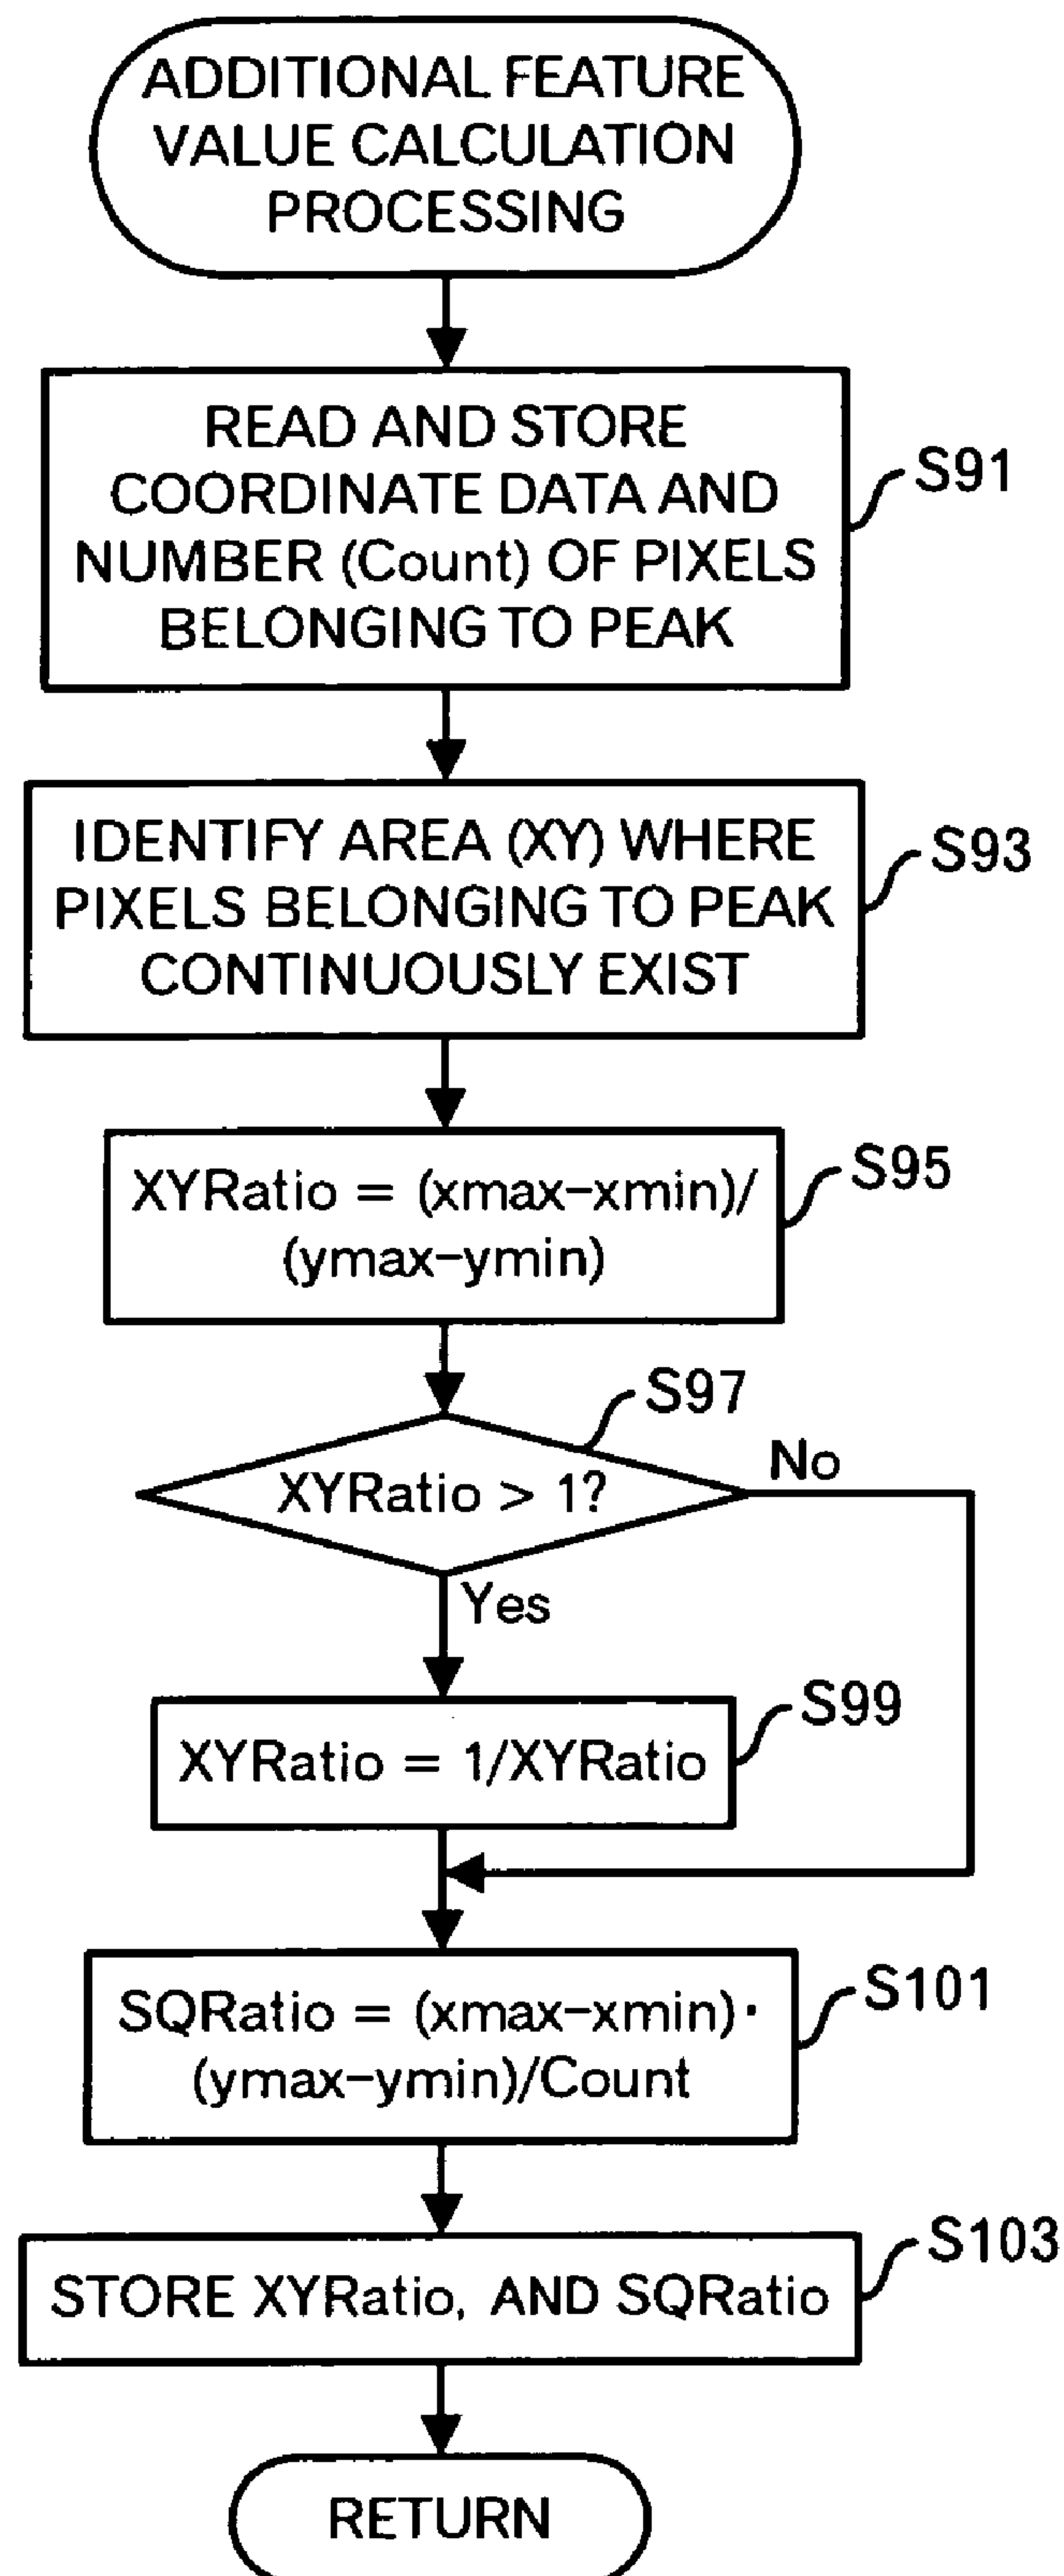 ADDITIONAL FEATURE
VALUE CALCULATION
PROCESSING
READ AND STORE
COORDINATE DATA AND
NUMBER (Count) OF PIXELS
BELONGING TO PEAK
S91
IDENTIFY AREA (XY) WHERE
PIXELS BELONGING TO PEAK
CONTINUOUSLY EXIST
S93
XYRatio = (xmax-xmin)/
(ymax-ymin)
S95
S97
XYRatio > 1?
No
Yes
S99
XYRatio = 1/XYRatio
SQRatio = (xmax-xmin)·
(ymax-ymin)/Count
S101
STORE XYRatio, AND SQRatio
S103
RETURN